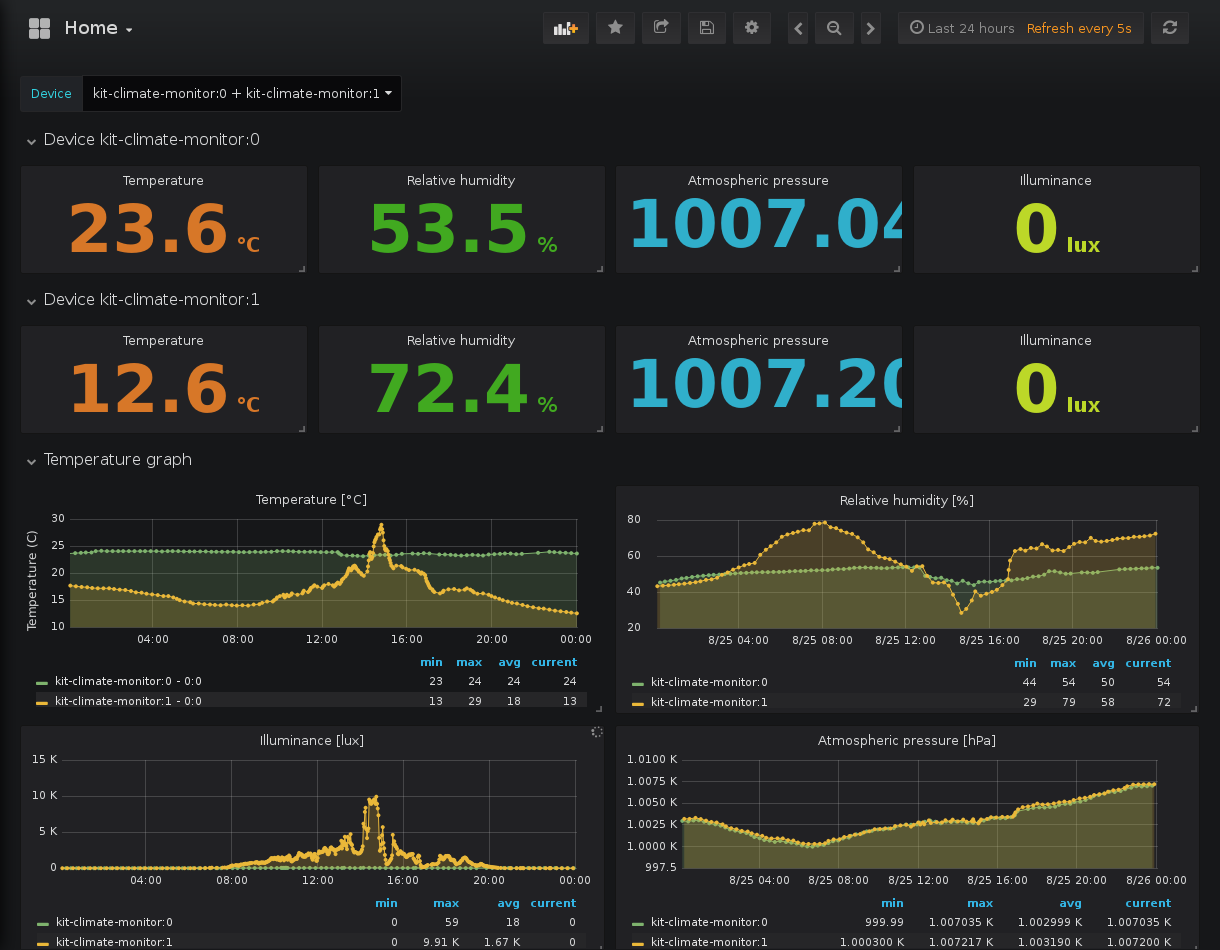 Home
Last 24 hours Refresh every 5s
Device kit-climate-monitor:0 + kit-climate-monitor:1
Device kit-climate-monitor:0
Temperature Relative humidity Atmospheric pressure Illuminance
23.6 °C 53.5 % 1007.04 0 lux
Device kit-climate-monitor:1
Temperature Relative humidity Atmospheric pressure Illuminance
12.6 °C 72.4 % 1007.20 0 lux
Temperature graph
Temperature [°C]
Temperature (C)
30
25
20
15
10
04:00 08:00 12:00 16:00 20:00 00:00
min max avg current
kit-climate-monitor:0 - 0:0 23 24 24 24
kit-climate-monitor:1 - 0:0 13 29 18 13
Relative humidity [%]
80
60
40
20
8/25 04:00 8/25 08:00 8/25 12:00 8/25 16:00 8/25 20:00 8/26 00:00
min max avg current
kit-climate-monitor:0 44 54 50 54
kit-climate-monitor:1 29 79 58 72
Illuminance [lux]
15 K
10 K
5 K
0
04:00 08:00 12:00 16:00 20:00 00:00
min max avg current
kit-climate-monitor:0 0 59 18 0
kit-climate-monitor:1 0 9.91 K 1.67 K 0
Atmospheric pressure [hPa]
1.0100 K
1.0075 K
1.0050 K
1.0025 K
1.0000 K
997.5
8/25 04:00 8/25 08:00 8/25 12:00 8/25 16:00 8/25 20:00 8/26 00:00
min max avg current
kit-climate-monitor:0 999.99 1.007035 K 1.002999 K 1.007035 K
kit-climate-monitor:1 1.000300 K 1.007217 K 1.003190 K 1.007200 K